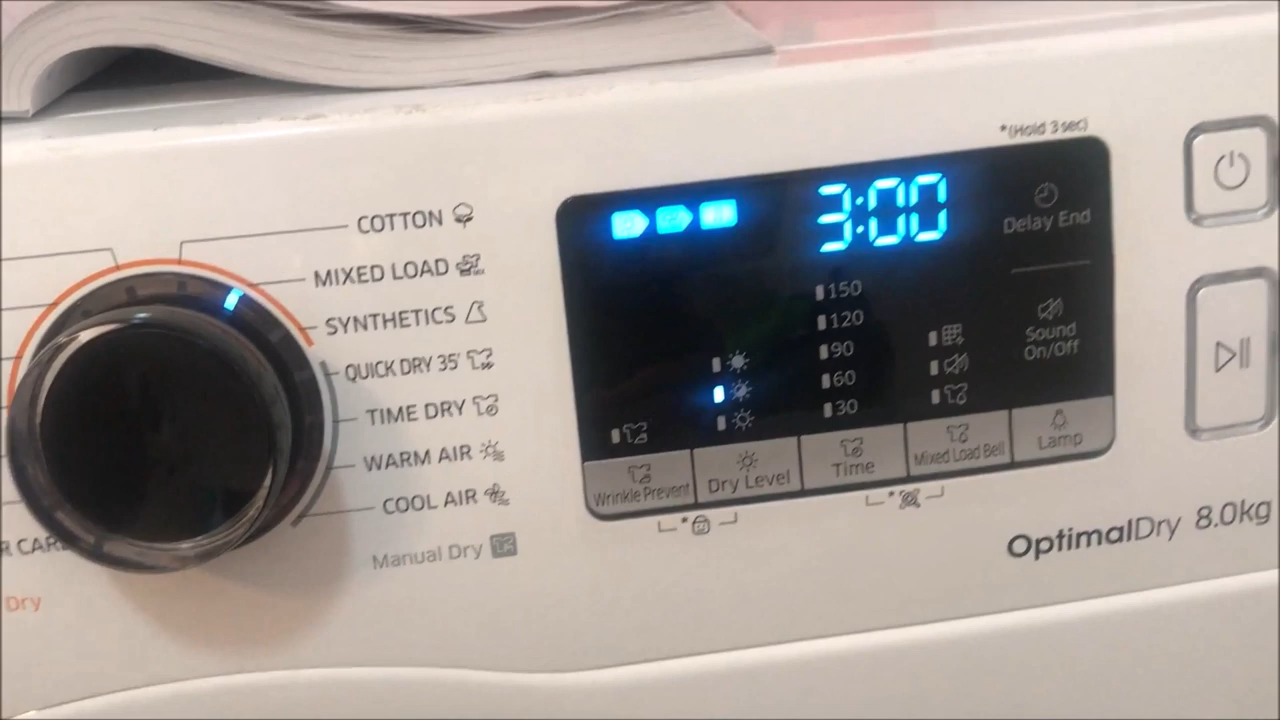 COTTON
MIXED LOAD
SYNTHETICS
QUICK DRY 35'
TIME DRY
WARM AIR
COOL AIR
Manual Dry
R CARE
Dry
*(Hold 3 sec)
3:00
Delay End
150
120
90
60
30
Sound
On/Off
Wrinkle Prevent
Dry Level
Time
Mixed Load Bell
Lamp
*
*
OptimalDry 8.0kg